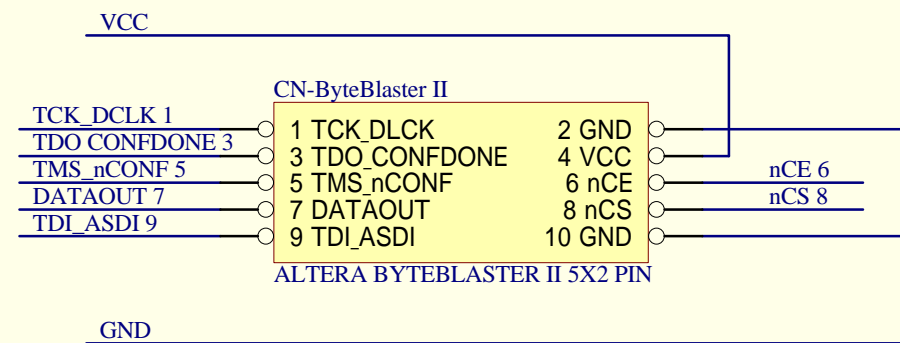 VCC
CN-ByteBlaster II
TCK_DCLK 1
TDO CONFDONE 3
TMS_nCONF 5
DATAOUT 7
TDI_ASDI 9
1 TCK_DLCK
3 TDO_CONFDONE
5 TMS_nCONF
7 DATAOUT
9 TDI_ASDI
2 GND
4 VCC
6 nCE
8 nCS
10 GND
nCE 6
nCS 8
ALTERA BYTEBLASTER II 5X2 PIN
GND